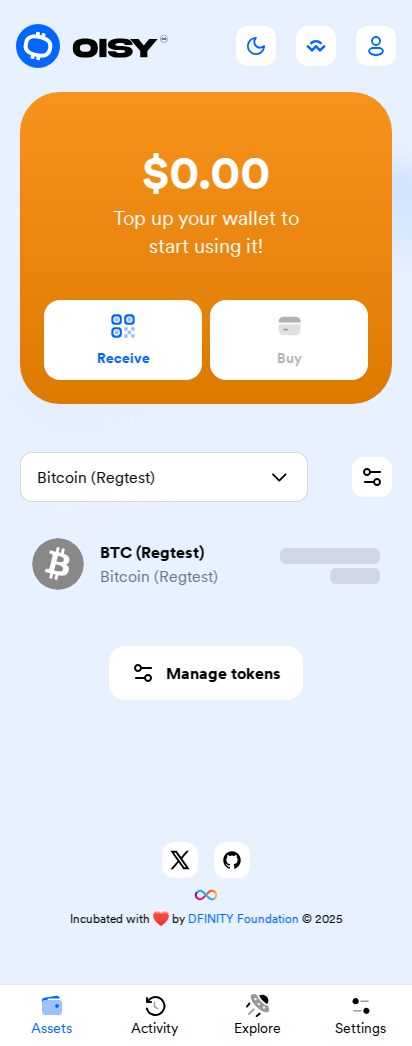 OISY
$0.00
Top up your wallet to
start using it!
Receive
Buy
Bitcoin (Regtest)
BTC (Regtest)
Bitcoin (Regtest)
Manage tokens
Incubated with ❤️ by DFINITY Foundation © 2025
Assets
Activity
Explore
Settings